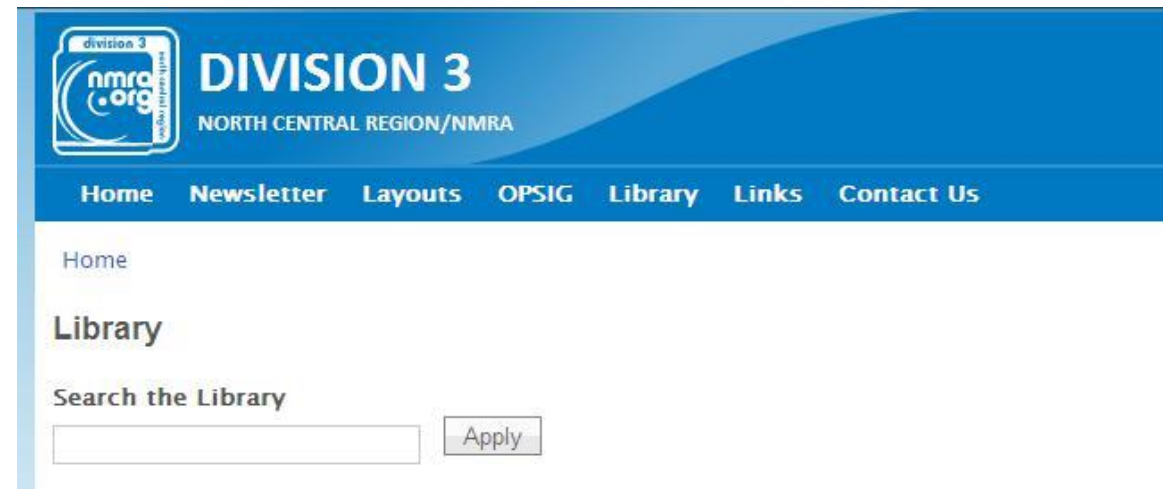 division 3
nmra
.org
north central region
DIVISION 3
NORTH CENTRAL REGION/NMRA
Home Newsletter Layouts OPSIG Library Links Contact Us
Home
Library
Search the Library
Apply